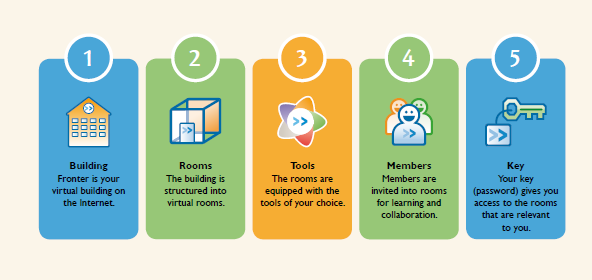 1
Building
Fronter is your
virtual building on
the Internet.
2
Rooms
The building is
structured into
virtual rooms.
3
Tools
The rooms are
equipped with the
tools of your choice.
4
Members
Members are
invited into rooms
for learning and
collaboration.
5
Key
Your key
(password) gives you
access to the rooms
that are relevant
to you.